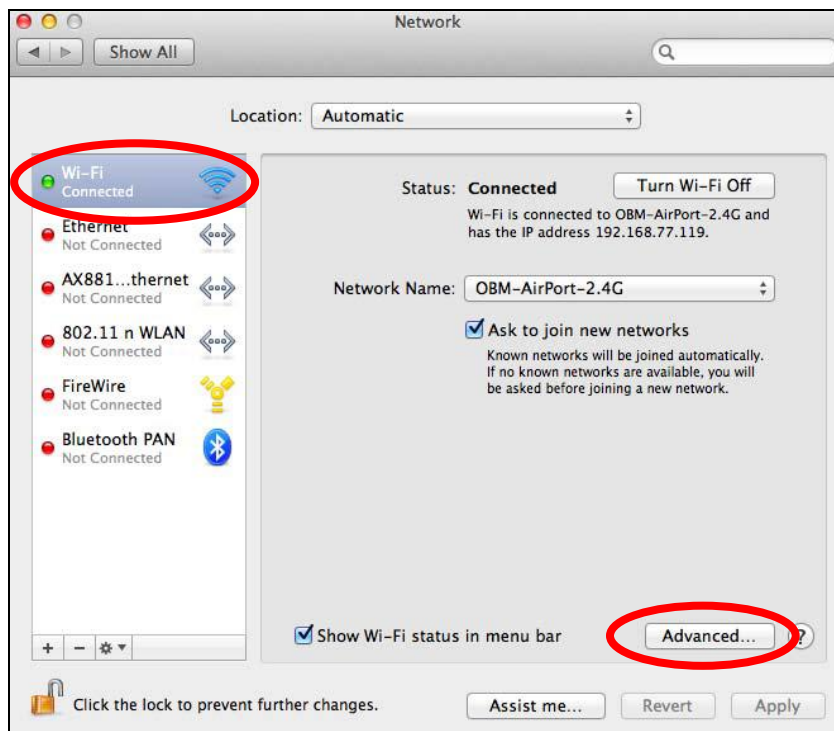 Network
Show All
Location: Automatic
Wi-Fi
Connected
Ethernet
Not Connected
AX881...thernet
Not Connected
802.11 n WLAN
Not Connected
FireWire
Not Connected
Bluetooth PAN
Not Connected
Status: Connected
Turn Wi-Fi Off
Wi-Fi is connected to OBM-AirPort-2.4G and
has the IP address 192.168.77.119.
Network Name: OBM-AirPort-2.4G
Ask to join new networks
Known networks will be joined automatically.
If no known networks are available, you will
be asked before joining a new network.
Show Wi-Fi status in menu bar
Advanced...
?
Click the lock to prevent further changes.
Assist me...
Revert
Apply